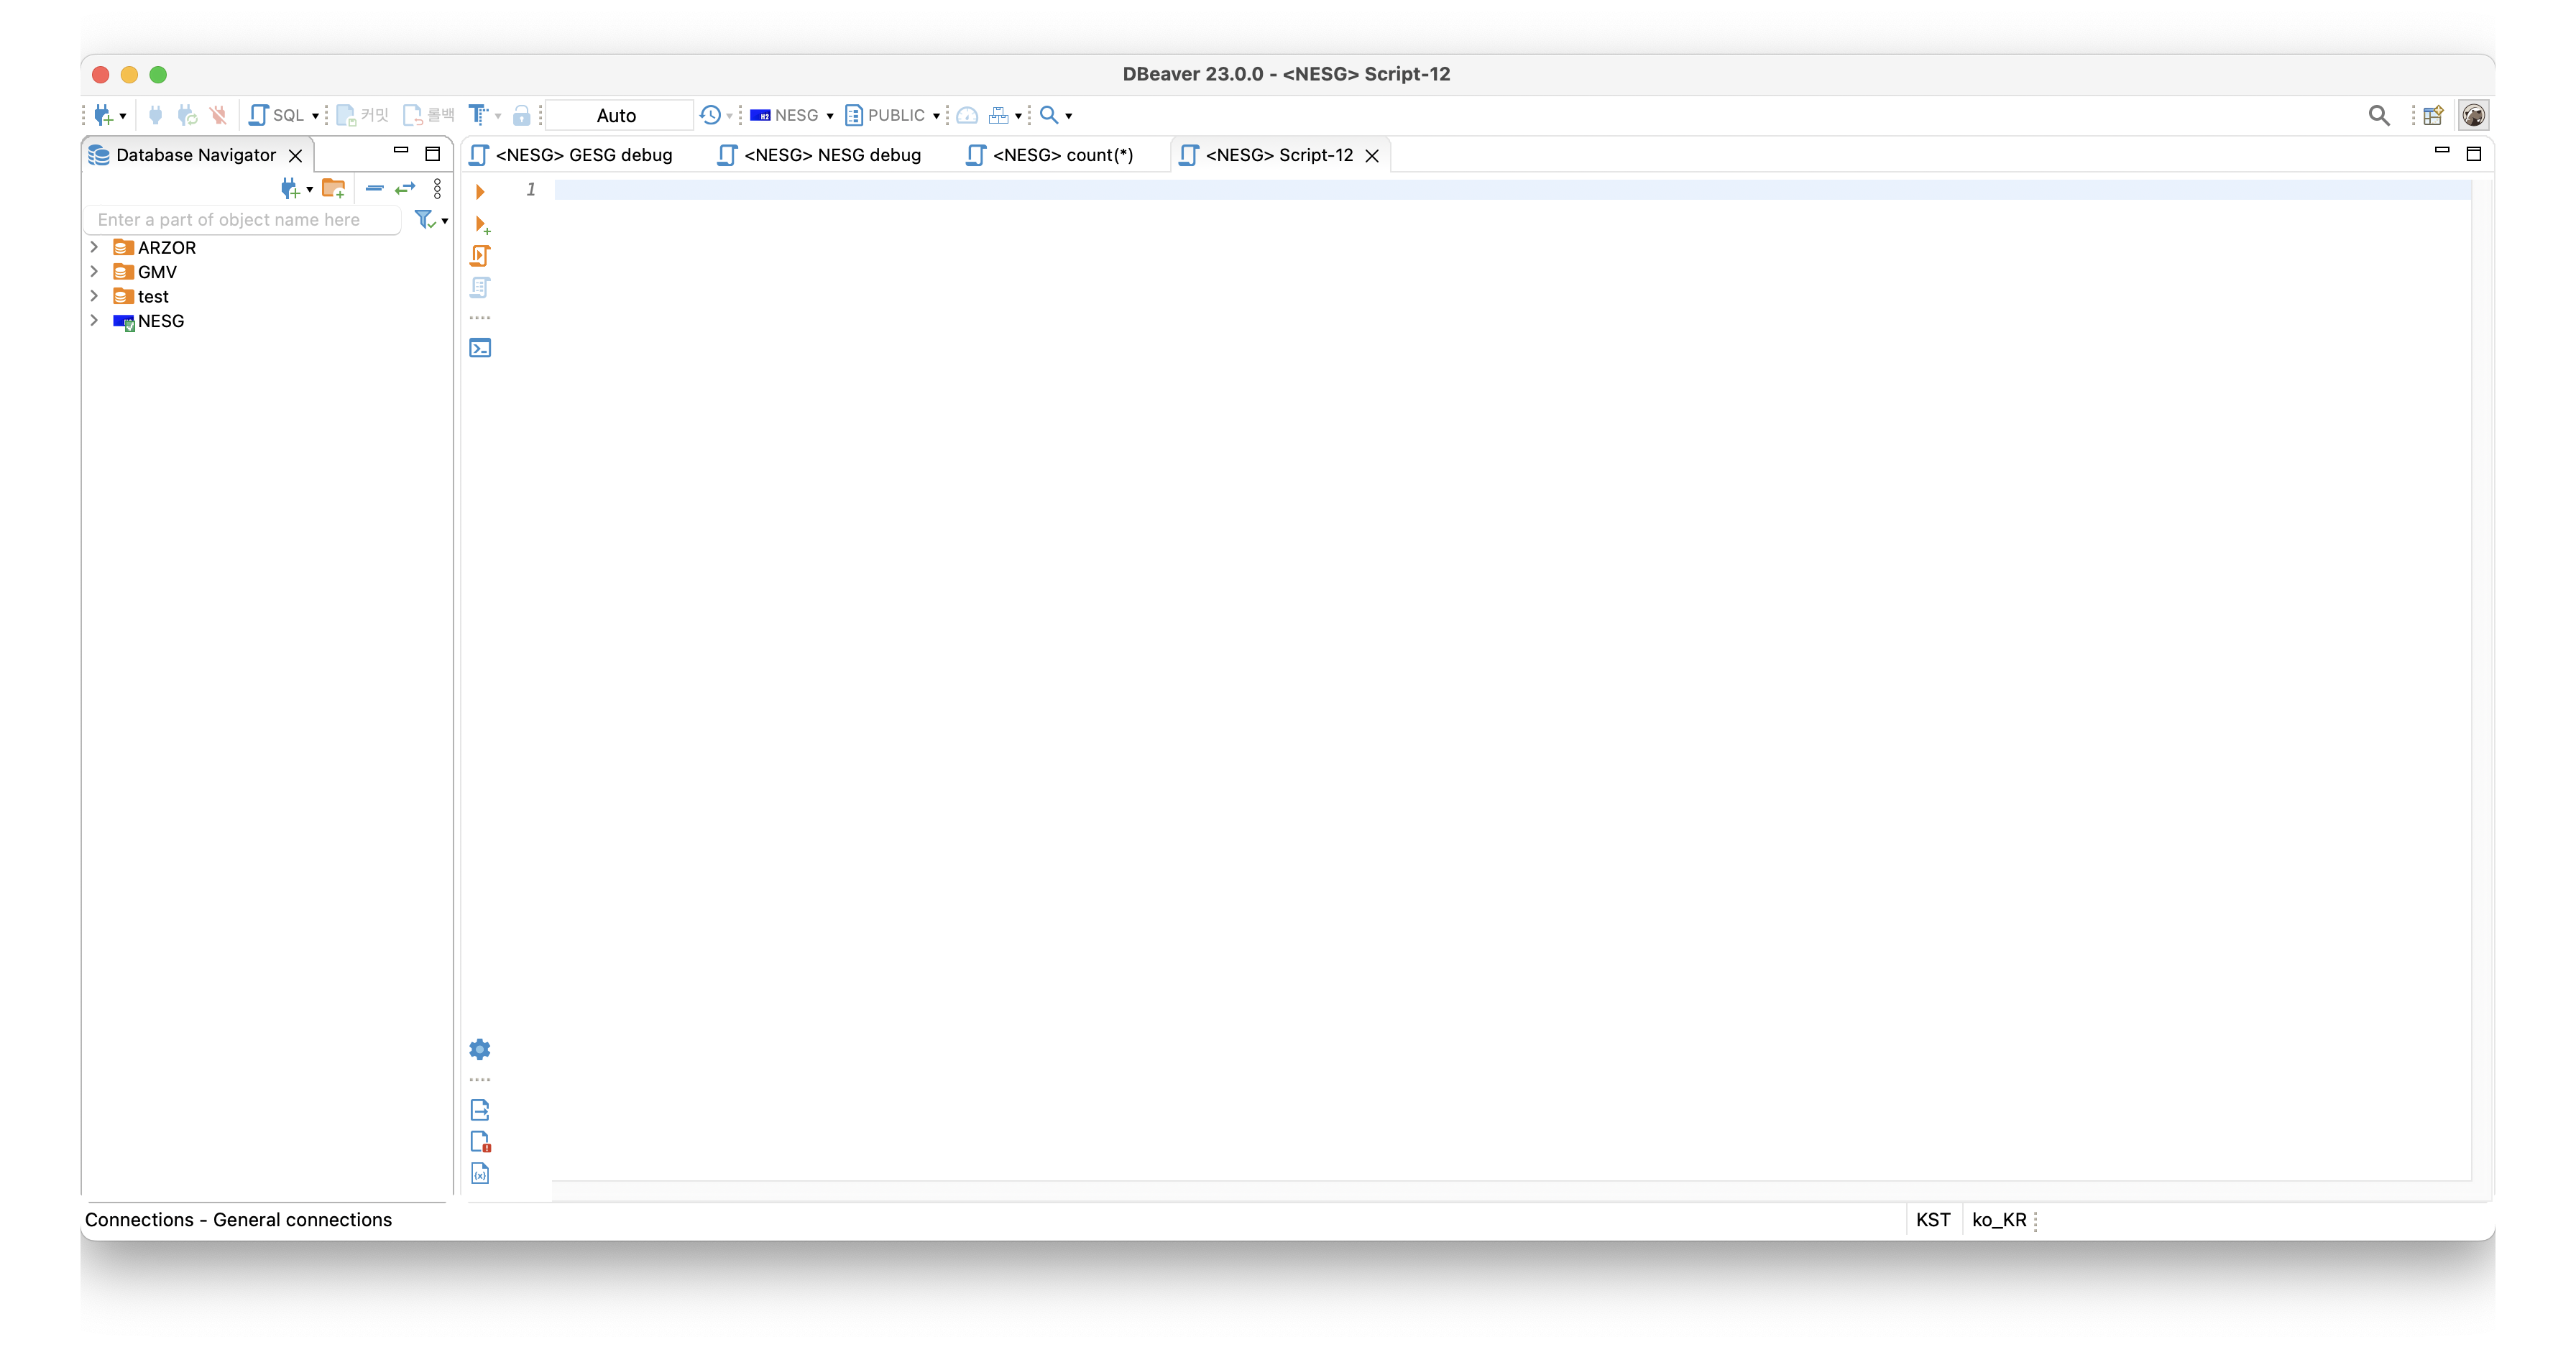 DBeaver 23.0.0 - <NESG> Script-12
SQL 커밋 롤백 Auto NESG PUBLIC
Database Navigator
<NESG> GESG debug <NESG> NESG debug <NESG> count(*) <NESG> Script-12
1
Enter a part of object name here
ARZOR
GMV
test
NESG
Connections - General connections KST ko_KR